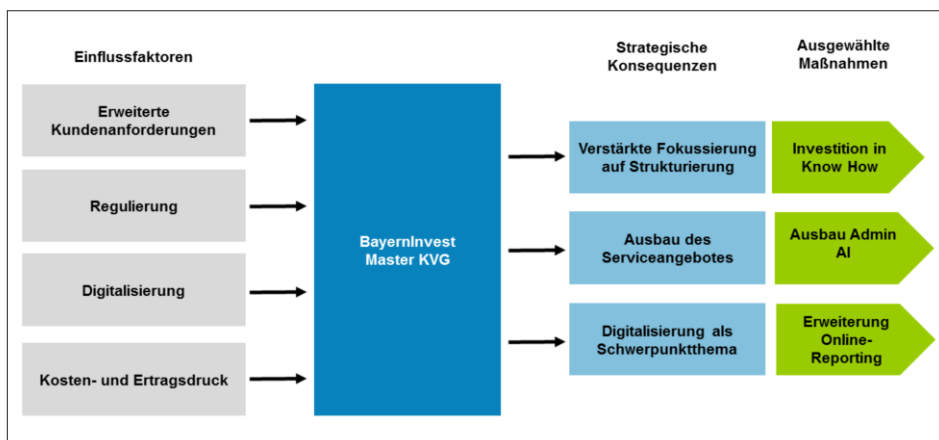 Einflussfaktoren
Erweiterte
Kundenanforderungen
Regulierung
Digitalisierung
Kosten- und Ertragsdruck
BayernInvest
Master KVG
Strategische
Konsequenzen
Verstärkte Fokussierung
auf Strukturierung
Ausbau des
Serviceangebotes
Digitalisierung als
Schwerpunktthema
Ausgewählte
Maßnahmen
Investition in
Know How
Ausbau Admin
AI
Erweiterung
Online-
Reporting